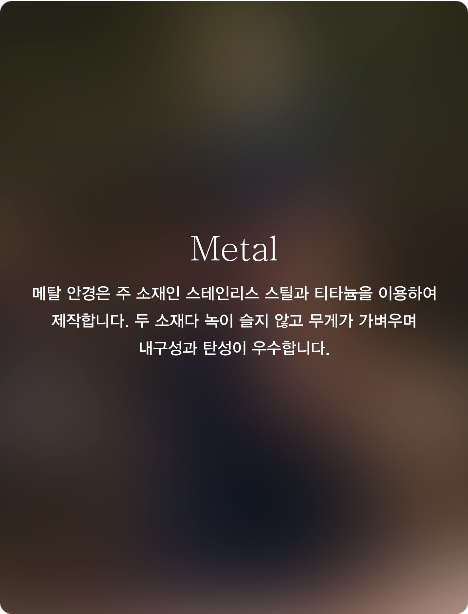 Metal
메탈 안경은 주 소재인 스테인리스 스틸과 티타늄을 이용하여
제작합니다. 두 소재다 녹이 슬지 않고 무게가 가벼우며
내구성과 탄성이 우수합니다.